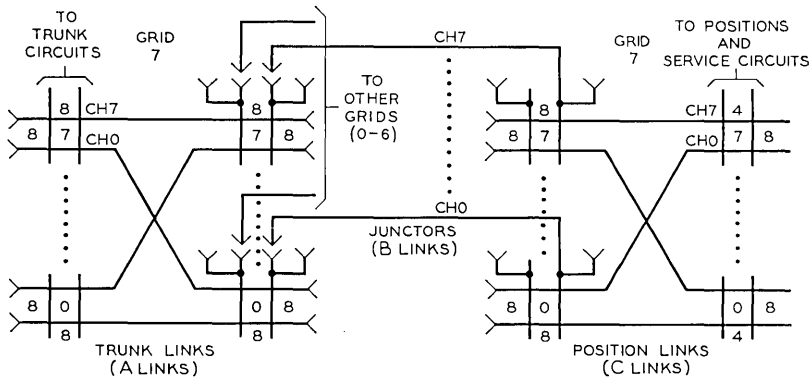 TO
TRUNK
CIRCUITS
GRID
7
8
CH7
8
7
CH0
8
0
8
TRUNK LINKS
(A LINKS)
8
7
8
0
8
8
TO
OTHER
GRIDS
(0-6)
CH7
CH0
JUNCTORS
(B LINKS)
GRID
7
8
8
7
8
0
8
POSITION LINKS
(C LINKS)
TO POSITIONS
AND
SERVICE CIRCUITS
CH7
4
CH0
7
8
0
8
4